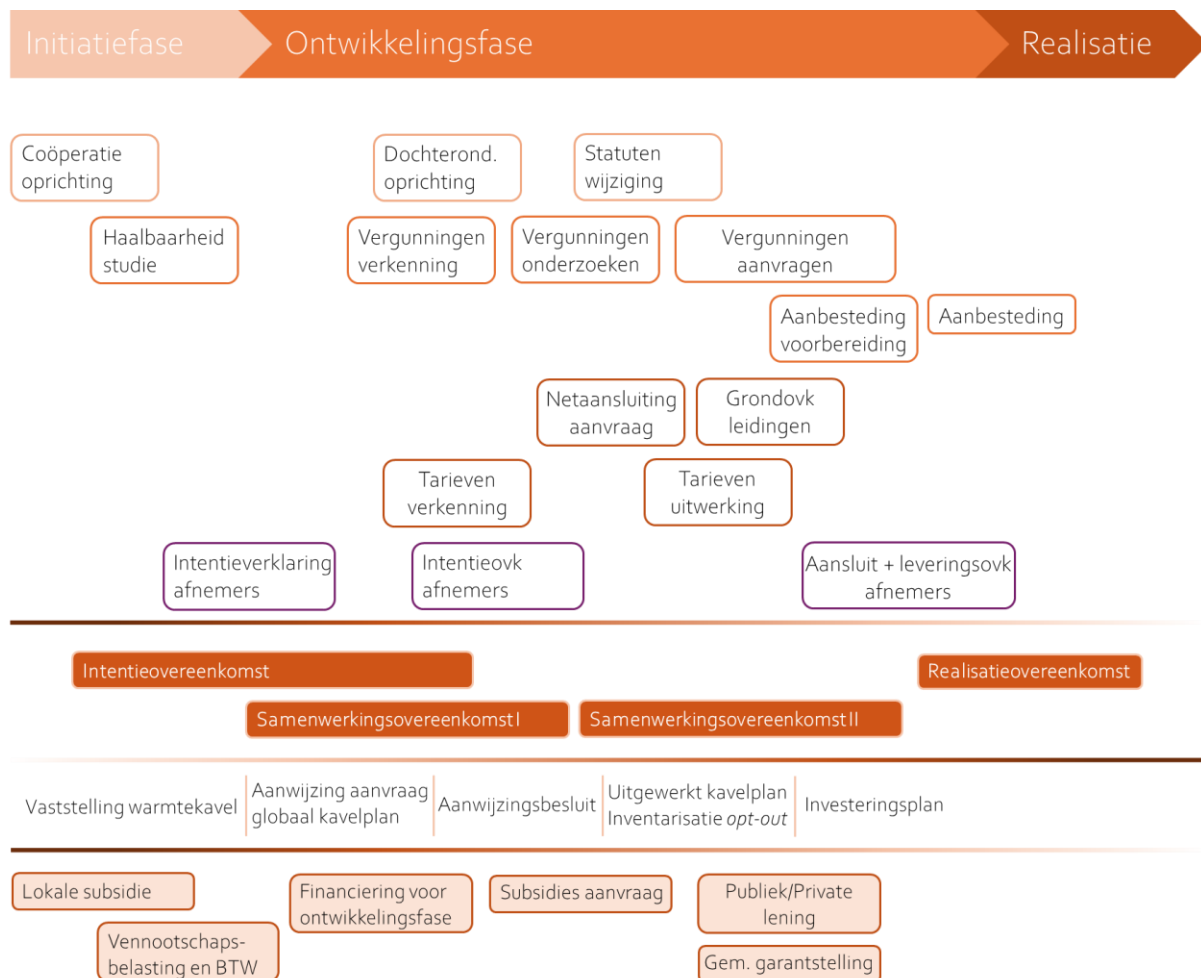 Initiatiefase
Ontwikkelingsfase
Realisatie
Coöperatie
oprichting
Dochterond.
oprichting
Statuten
wijziging
Haalbaarheid
studie
Vergunningen
verkenning
Vergunningen
onderzoeken
Vergunningen
aanvragen
Aanbesteding
voorbereiding
Aanbesteding
Netaansluiting
aanvraag
Grondovk
leidingen
Tarieven
verkenning
Tarieven
uitwerking
Intentieverklaring
afnemers
Intentieovk
afnemers
Aansluit + leveringsovk
afnemers
Intentieovereenkomst
Realisatieovereenkomst
Samenwerkingsovereenkomst I
Samenwerkingsovereenkomst II
Vaststelling warmtekavel
Aanwijzing aanvraag
globaal kavelplan
Aanwijzingsbesluit
Uitgewerkt kavelplan
Inventarisatie opt-out
Investeringsplan
Lokale subsidie
Financiering voor
ontwikkelingsfase
Subsidies aanvraag
Publiek/Private
lening
Vennootschaps-
belasting en BTW
Gem. garantstelling